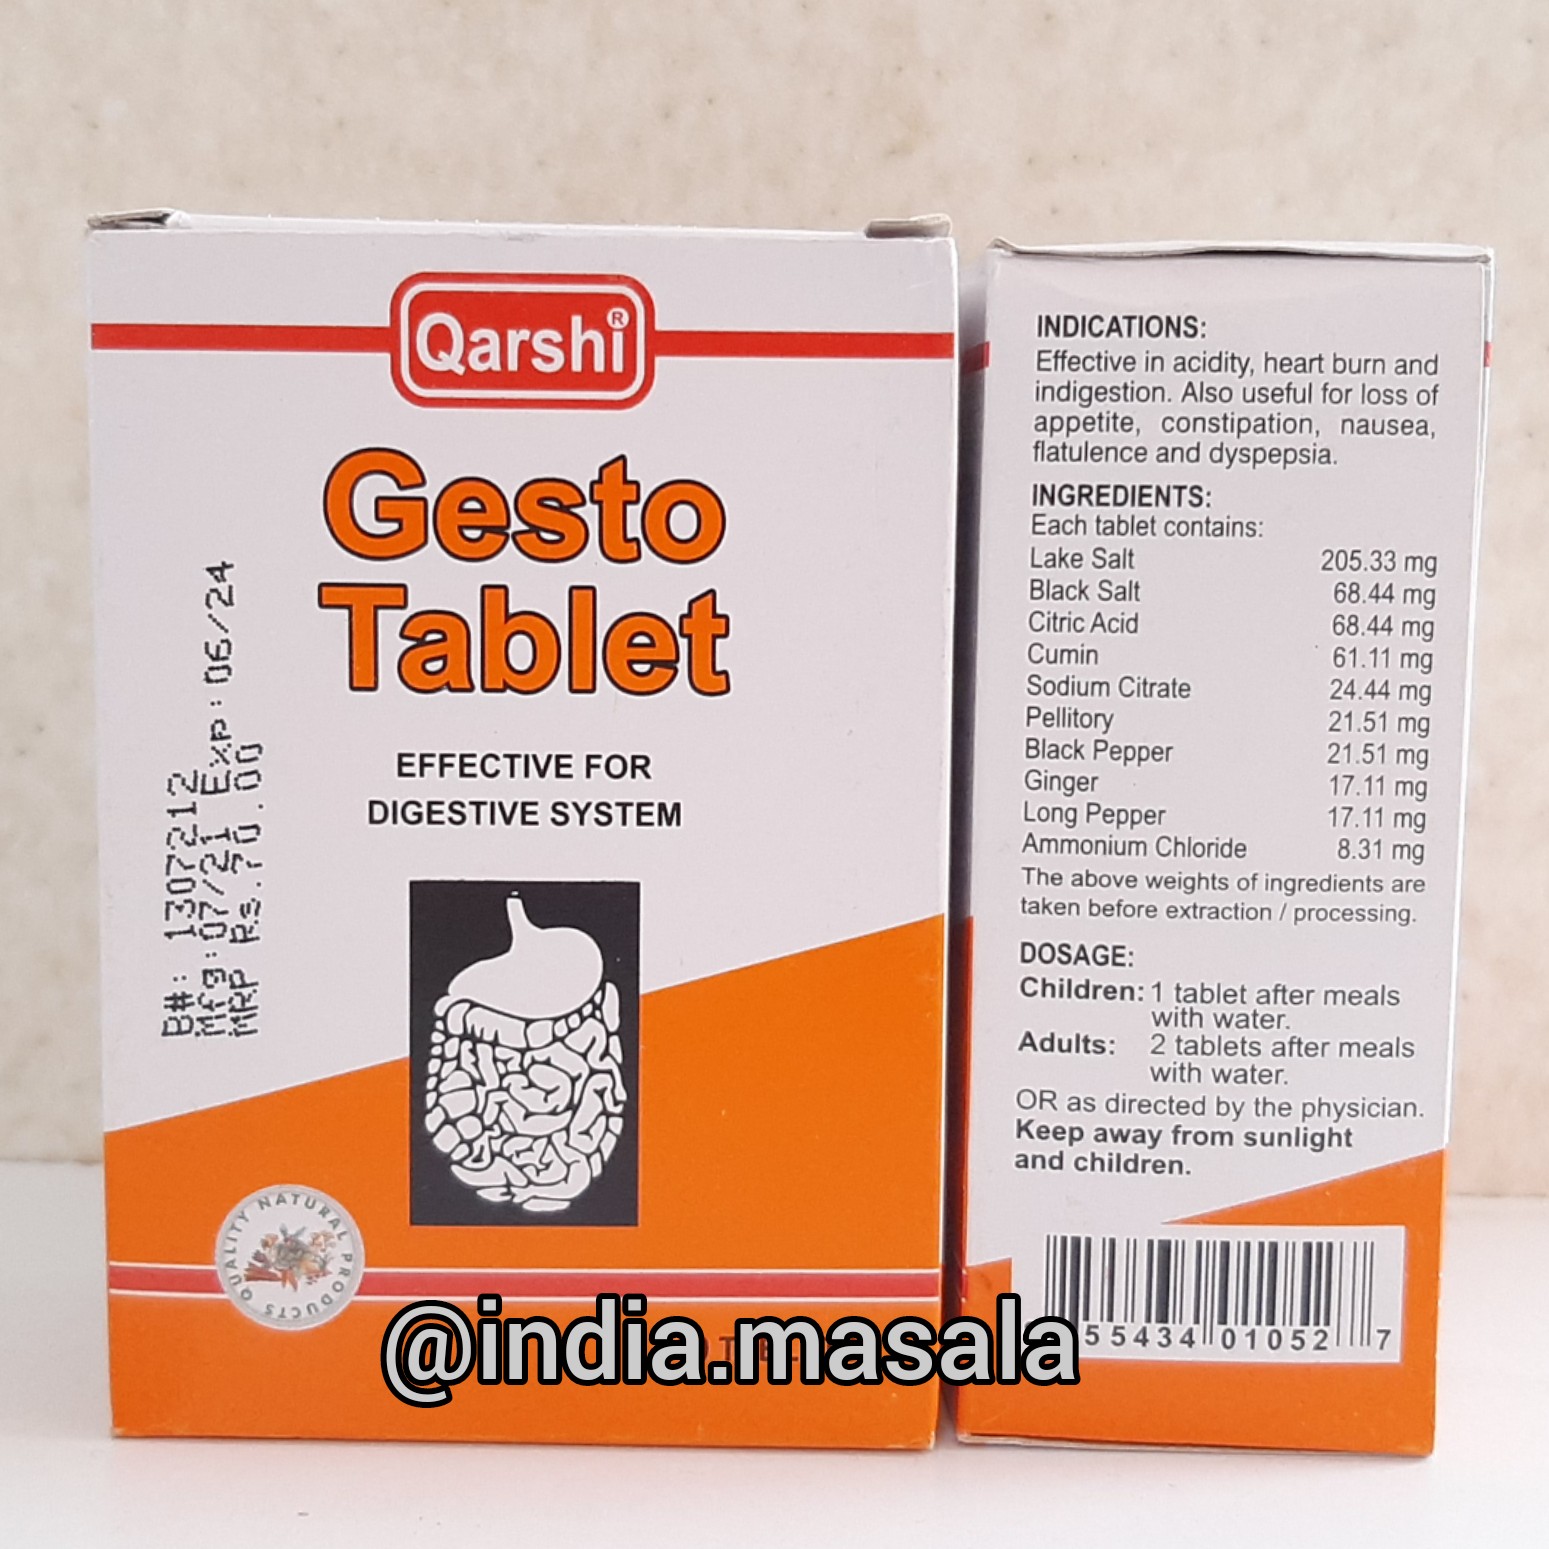 Qarshi®
Gesto
Tablet
EFFECTIVE FOR
DIGESTIVE SYSTEM
B#: 1307212
Mfg:07/21 Exp:06/24
MRP Rs.70.00
QUALITY NATURAL PRODUCTS
@india.masala
INDICATIONS:
Effective in acidity, heart burn and
indigestion. Also useful for loss of
appetite, constipation, nausea,
flatulence and dyspepsia.
INGREDIENTS:
Each tablet contains:
Lake Salt 205.33 mg
Black Salt 68.44 mg
Citric Acid 68.44 mg
Cumin 61.11 mg
Sodium Citrate 24.44 mg
Pellitory 21.51 mg
Black Pepper 21.51 mg
Ginger 17.11 mg
Long Pepper 17.11 mg
Ammonium Chloride 8.31 mg
The above weights of ingredients are
taken before extraction / processing.
DOSAGE:
Children: 1 tablet after meals
with water.
Adults: 2 tablets after meals
with water.
OR as directed by the physician.
Keep away from sunlight
and children.
55434 01052 7